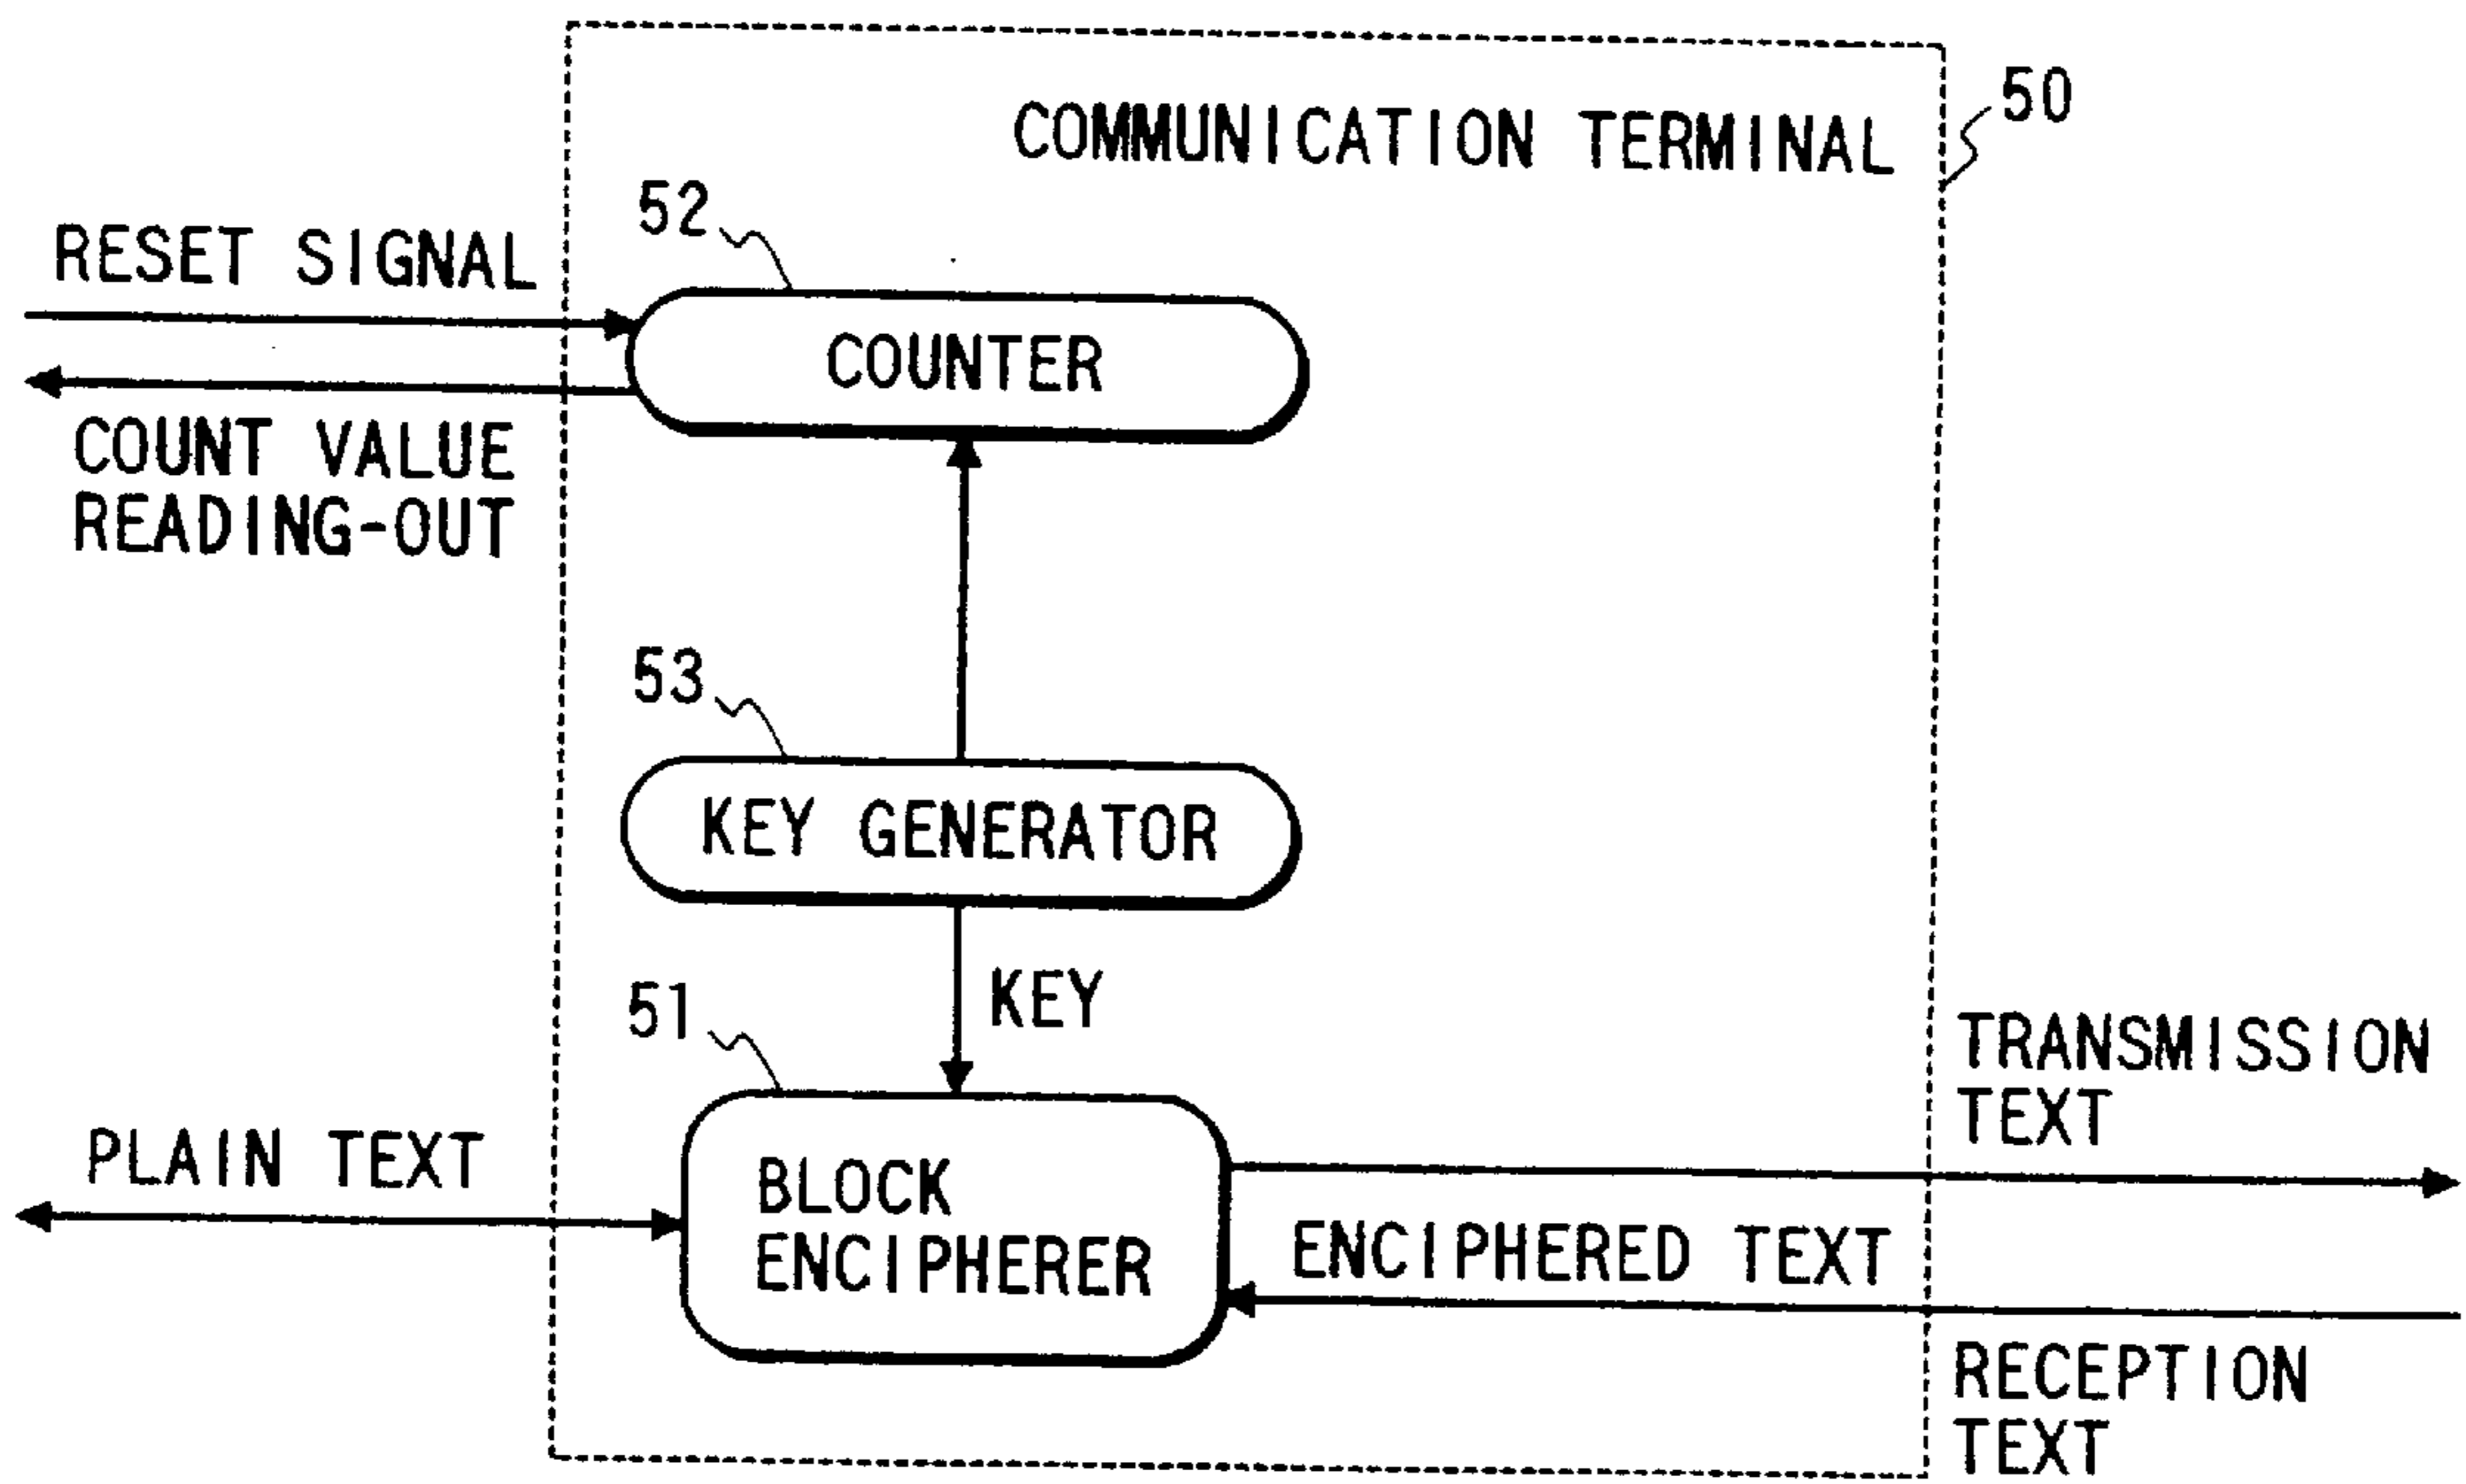 COMMUNICATION TERMINAL
50
52
RESET SIGNAL
COUNTER
COUNT VALUE
READING-OUT
53
KEY GENERATOR
KEY
51
TRANSMISSION
TEXT
PLAIN TEXT
BLOCK
ENCIPHERER
ENCIPHERED TEXT
RECEPTION
TEXT